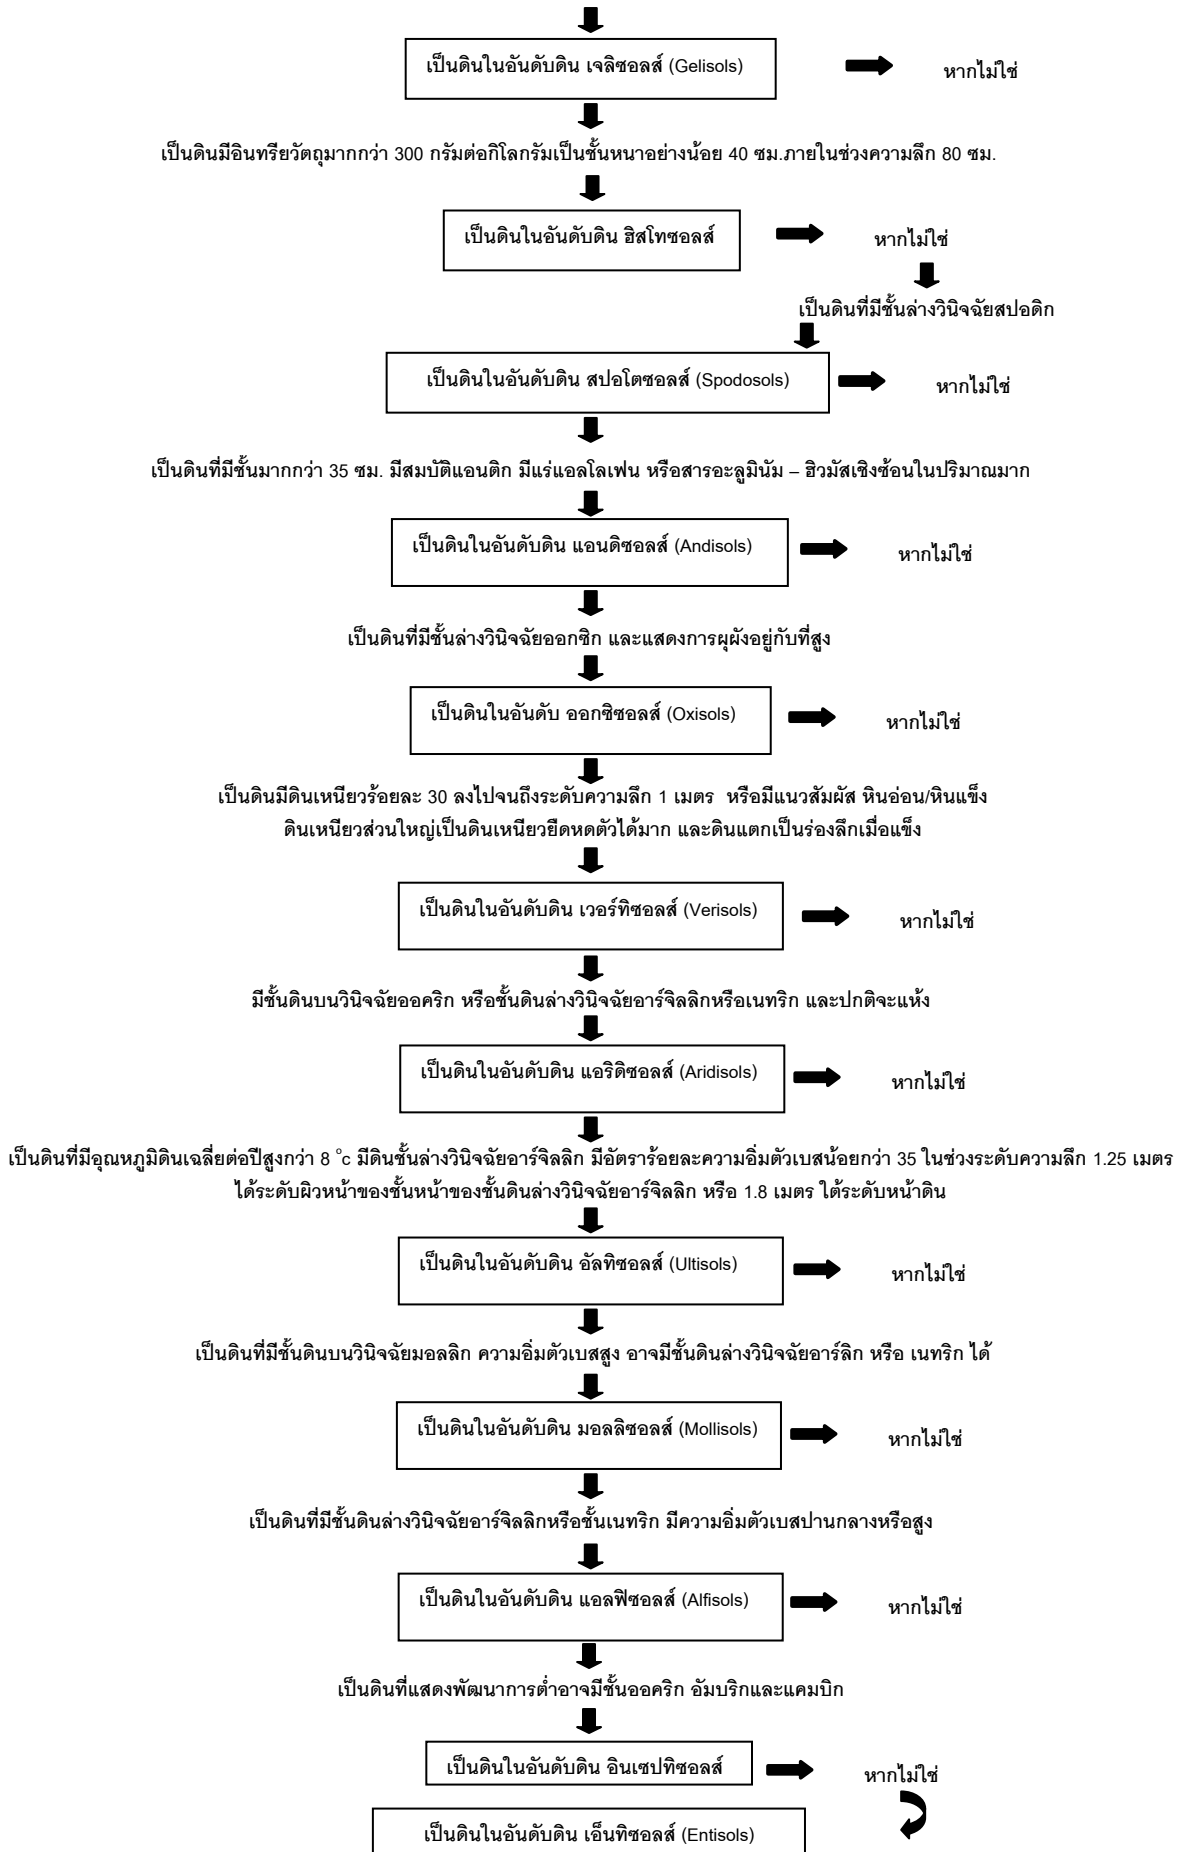 เป็นดินในอันดับดิน เจลิซอลส์ (Gelisols)
หากไม่ใช่
เป็นดินมีอินทรียวัตถุมากกว่า 300 กรัมต่อกิโลกรัมเป็นชั้นหนาอย่างน้อย 40 ซม.ภายในช่วงความลึก 80 ซม.
เป็นดินในอันดับดิน ฮิสโทซอลส์
หากไม่ใช่
เป็นดินที่มีชั้นล่างวินิจฉัยสปอดิก
เป็นดินในอันดับดิน สปอโตซอลส์ (Spodosols)
หากไม่ใช่
เป็นดินที่มีชั้นมากกว่า 35 ซม. มีสมบัติแอนติก มีแร่แอลโลเฟน หรือสารอะลูมินัม – ฮิวมัสเชิงซ้อนในปริมาณมาก
เป็นดินในอันดับดิน แอนดิซอลส์ (Andisols)
หากไม่ใช่
เป็นดินที่มีชั้นล่างวินิจฉัยออกซิก และแสดงการผุผังอยู่กับที่สูง
เป็นดินในอันดับ ออกซิซอลส์ (Oxisols)
หากไม่ใช่
เป็นดินมีดินเหนียวร้อยละ 30 ลงไปจนถึงระดับความลึก 1 เมตร หรือมีแนวสัมผัส หินอ่อน/หินแข็ง
ดินเหนียวส่วนใหญ่เป็นดินเหนียวยืดหดตัวได้มาก และดินแตกเป็นร่องลึกเมื่อแข็ง
เป็นดินในอันดับดิน เวอร์ทิซอลส์ (Verisols)
หากไม่ใช่
มีชั้นดินบนวินิจฉัยออคริก หรือชั้นดินล่างวินิจฉัยอาร์จิลลิกหรือเนทริก และปกติจะแห้ง
เป็นดินในอันดับดิน แอริดิซอลส์ (Aridisols)
หากไม่ใช่
เป็นดินที่มีอุณหภูมิดินเฉลี่ยต่อปีสูงกว่า 8 °c มีดินชั้นล่างวินิจฉัยอาร์จิลลิก มีอัตราร้อยละความอิ่มตัวเบสน้อยกว่า 35 ในช่วงระดับความลึก 1.25 เมตร
ได้ระดับผิวหน้าของชั้นหน้าของชั้นดินล่างวินิจฉัยอาร์จิลลิก หรือ 1.8 เมตร ใต้ระดับหน้าดิน
เป็นดินในอันดับดิน อัลทิซอลส์ (Ultisols)
หากไม่ใช่
เป็นดินที่มีชั้นดินบนวินิจฉัยมอลลิก ความอิ่มตัวเบสสูง อาจมีชั้นดินล่างวินิจฉัยอาร์ลิก หรือ เนทริก ได้
เป็นดินในอันดับดิน มอลลิซอลส์ (Mollisols)
หากไม่ใช่
เป็นดินที่มีชั้นดินล่างวินิจฉัยอาร์จิลลิกหรือชั้นเนทริก มีความอิ่มตัวเบสปานกลางหรือสูง
เป็นดินในอันดับดิน แอลฟิซอลส์ (Alfisols)
หากไม่ใช่
เป็นดินที่แสดงพัฒนาการต่ำอาจมีชั้นออคริก อัมบริกและแคมบิก
เป็นดินในอันดับดิน อินเซปทิซอลส์
หากไม่ใช่
เป็นดินในอันดับดิน เอ็นทิซอลส์ (Entisols)